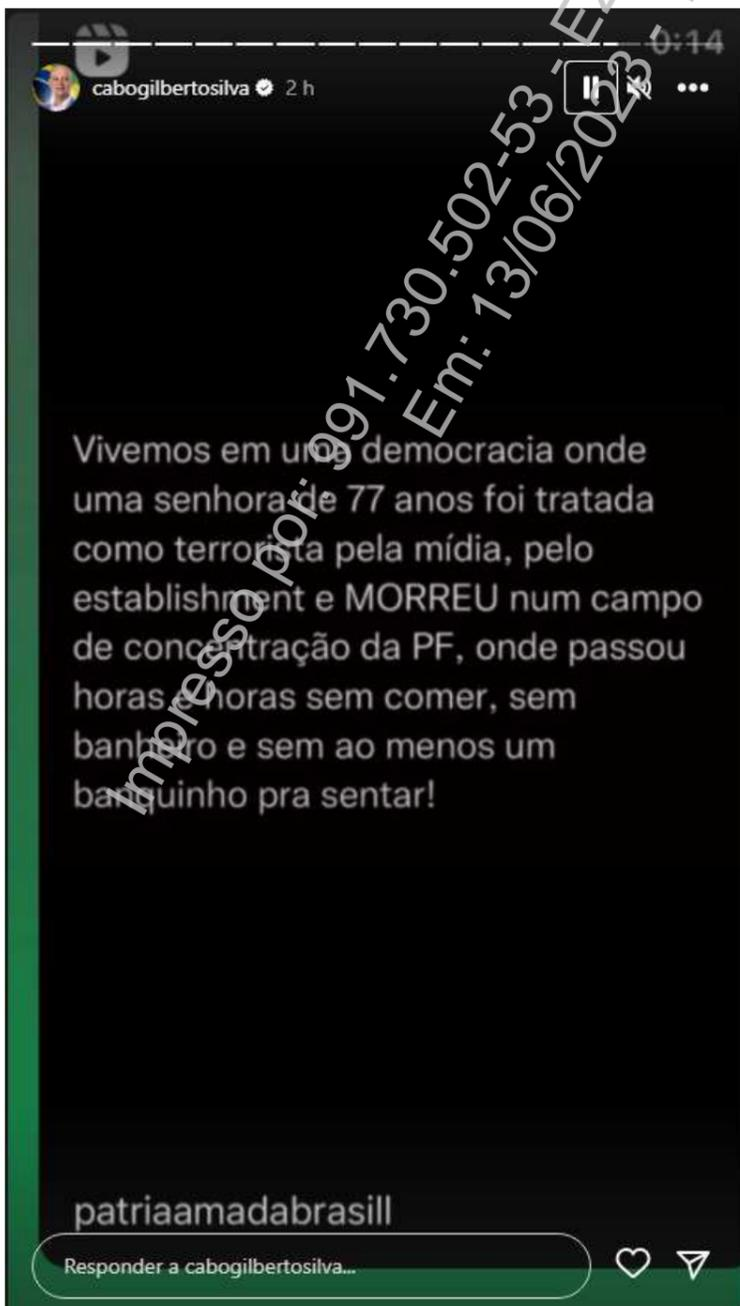 0:14
cabogilbertosilva 2 h
Vivemos em uma democracia onde
uma senhora de 77 anos foi tratada
como terrorista pela mídia, pelo
establishment e MORREU num campo
de concentração da PF, onde passou
horas e horas sem comer, sem
banheiro e sem ao menos um
banquinho pra sentar!
patriaamadabrasill
Responder a cabogilbertosilva...
Impresso por: 991.730.502-53 -
Em: 13/06/2023 -